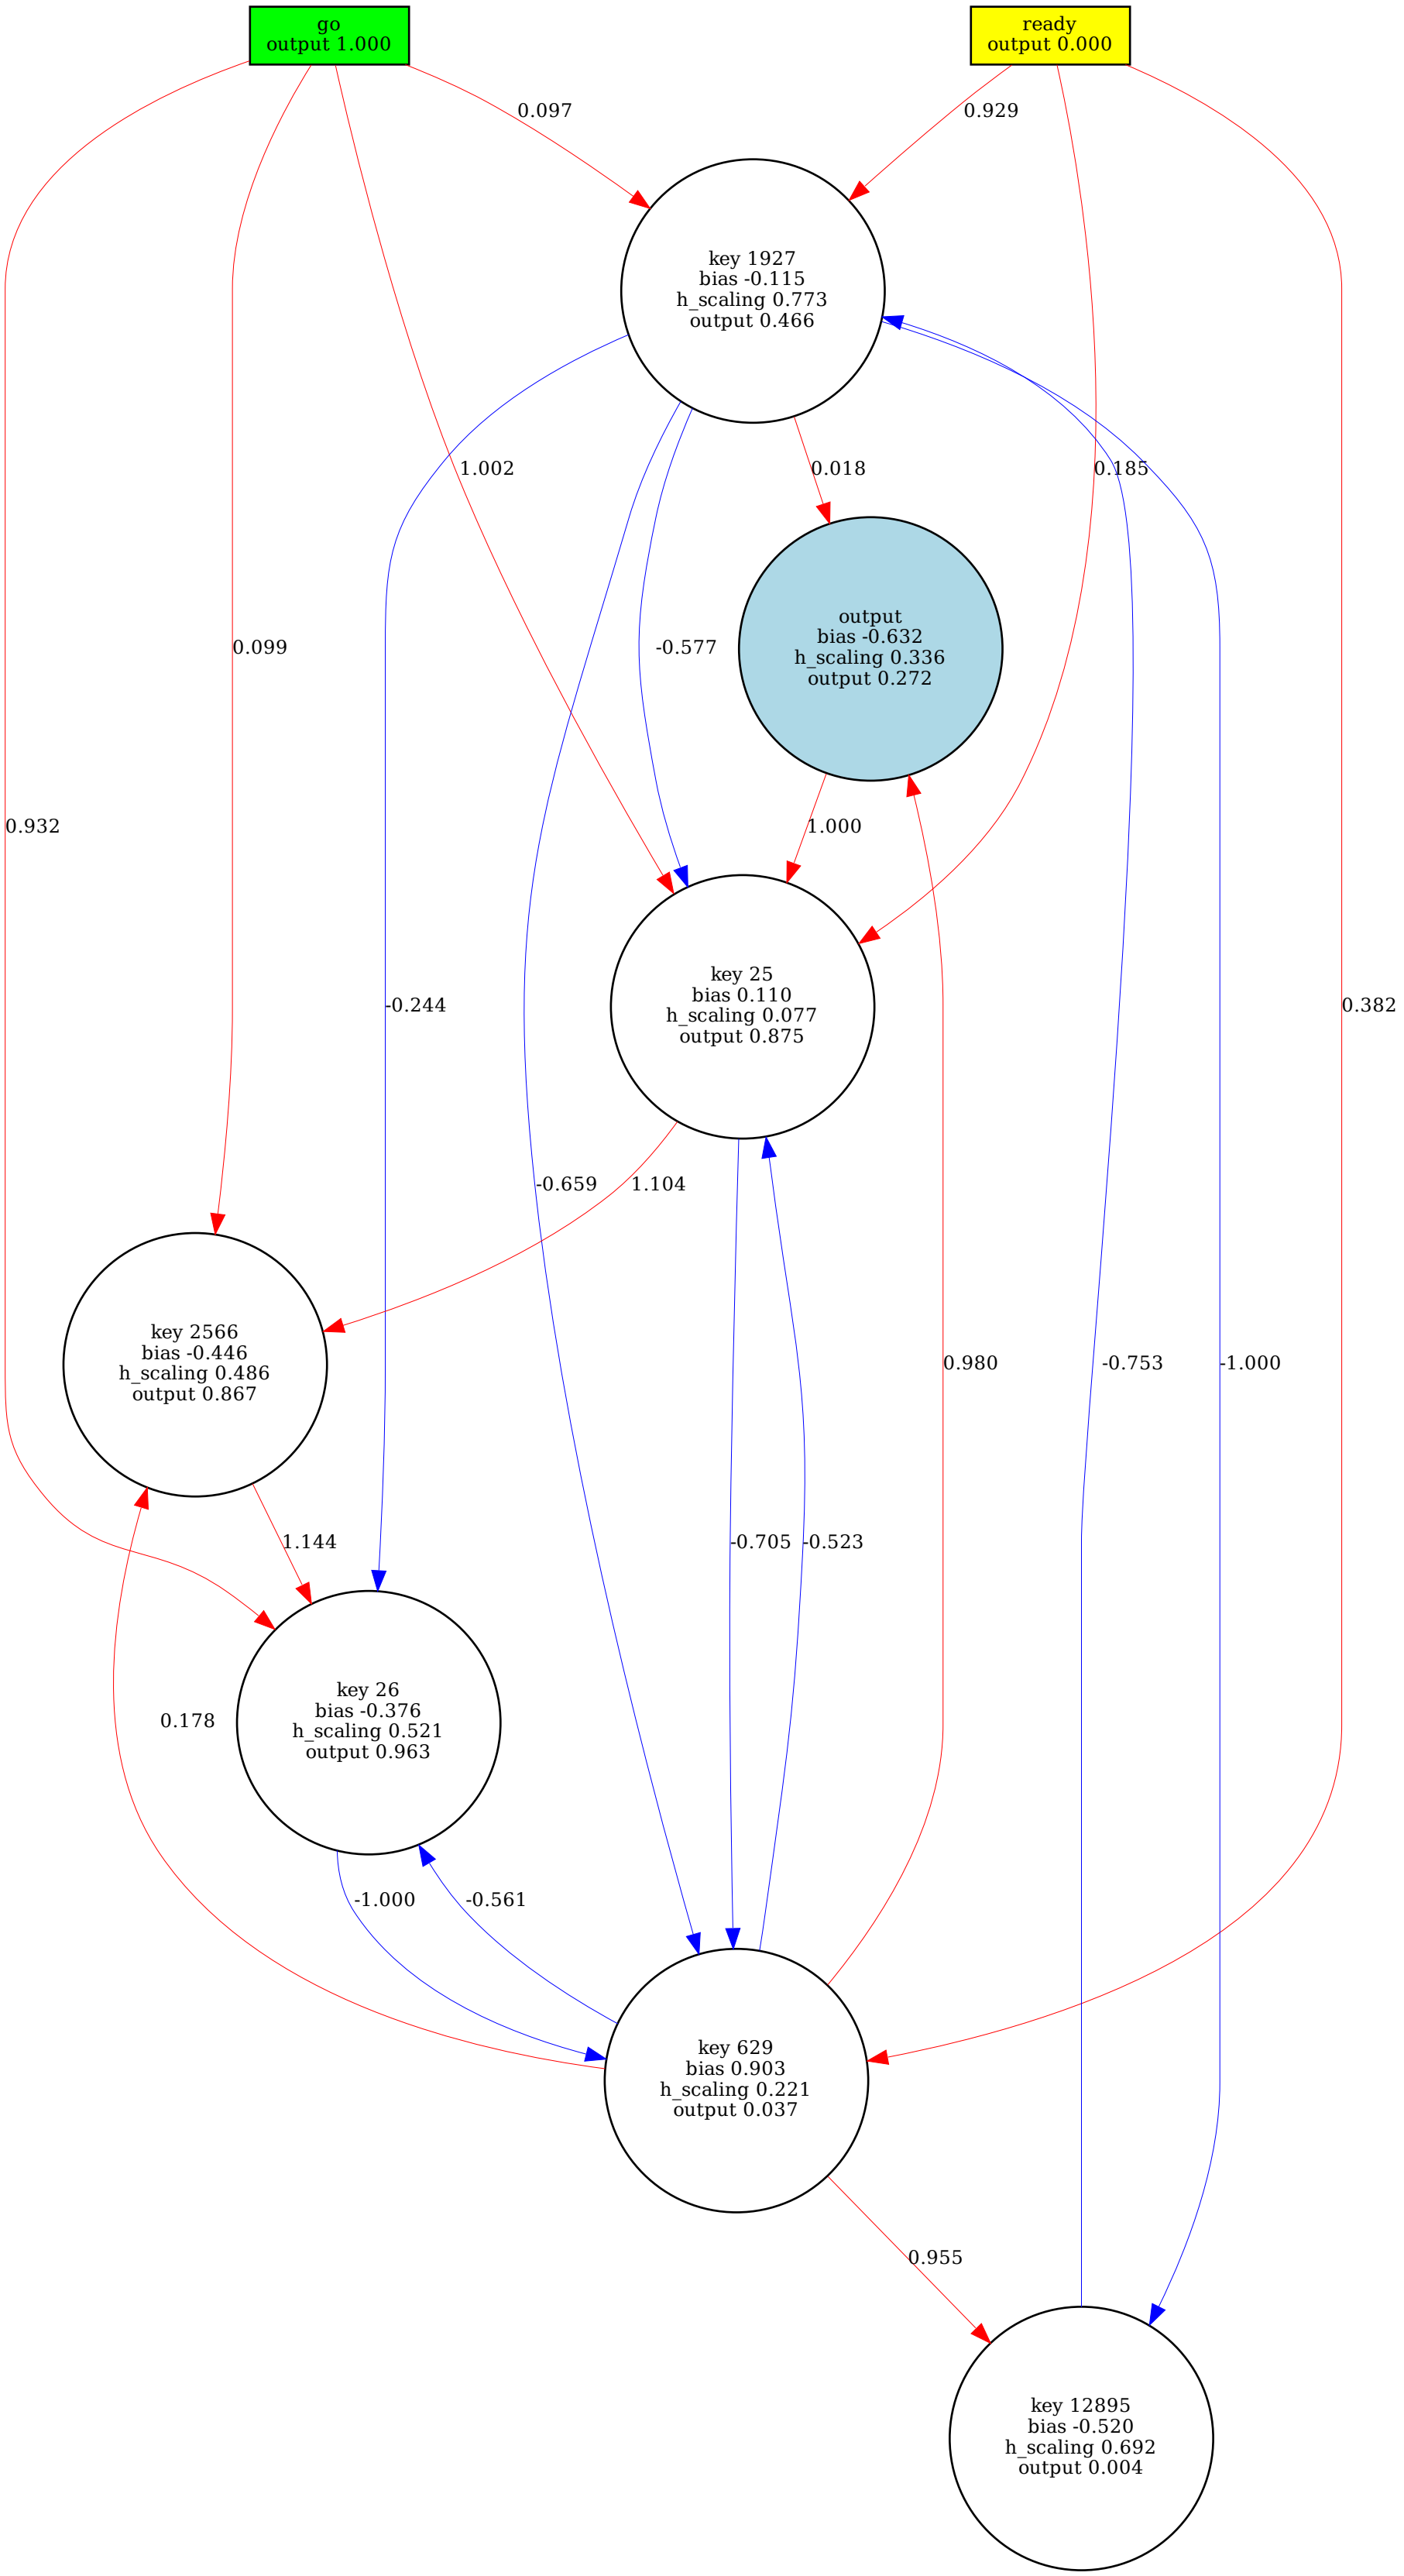 go
output 1.000
ready
output 0.000
0.097
0.929
key 1927
bias -0.115
h_scaling 0.773
output 0.466
1.002
0.018
0.185
0.099
-0.577
output
bias -0.632
h_scaling 0.336
output 0.272
0.932
1.000
-0.244
key 25
bias 0.110
h_scaling 0.077
output 0.875
0.382
-0.659
1.104
key 2566
bias -0.446
h_scaling 0.486
output 0.867
0.980
-0.753
-1.000
1.144
-0.705
-0.523
0.178
key 26
bias -0.376
h_scaling 0.521
output 0.963
-1.000
-0.561
key 629
bias 0.903
h_scaling 0.221
output 0.037
0.955
key 12895
bias -0.520
h_scaling 0.692
output 0.004